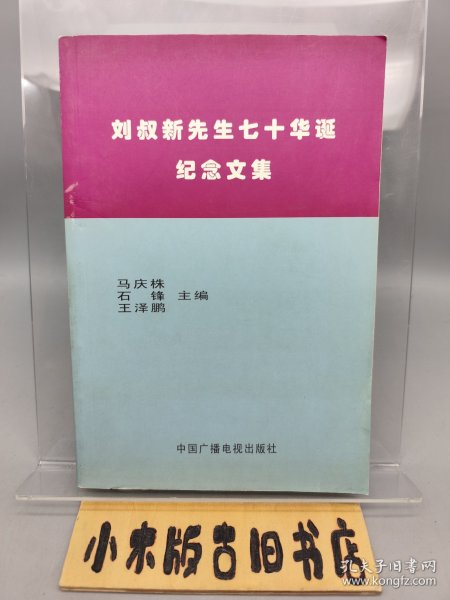 刘叔新先生七十华诞
纪念文集
马庆株
石锋 主编
王泽鹏
中国广播电视出版社
小木版古旧书店
孔夫子旧书网
www.kongfz.com